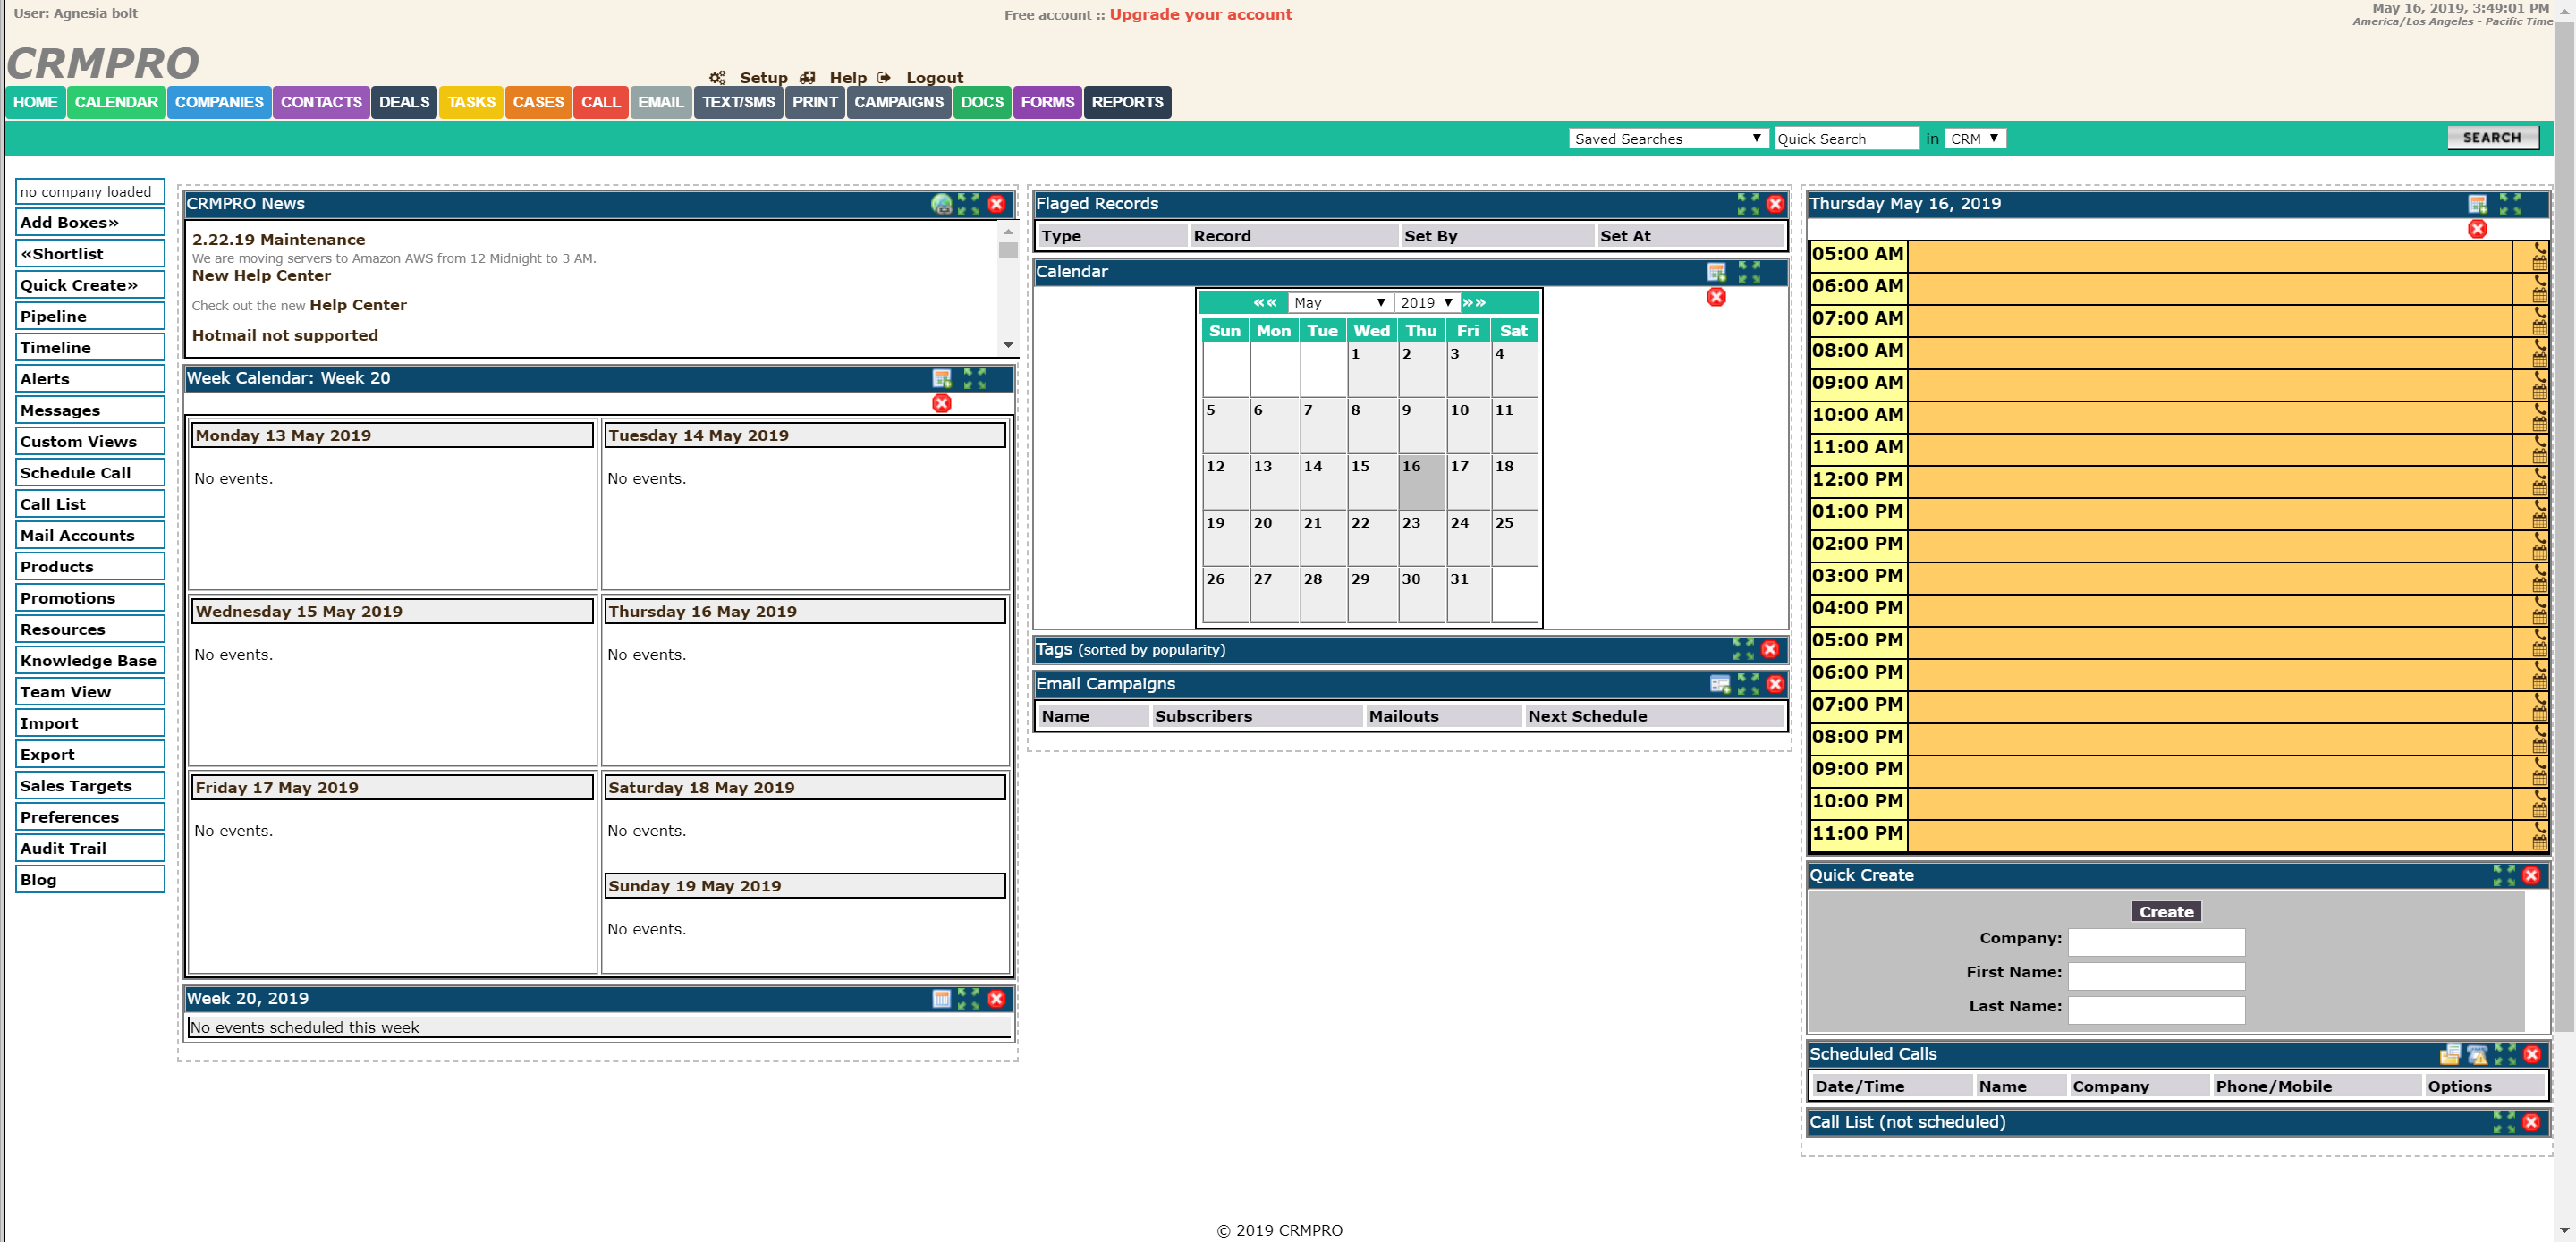 User: Agnesia bolt
Free account :: Upgrade your account
May 16, 2019, 3:49:01 PM
America/Los Angeles - Pacific Time
CRMPRO
Setup Help Logout
HOME CALENDAR COMPANIES CONTACTS DEALS TASKS CASES CALL EMAIL TEXT/SMS PRINT CAMPAIGNS DOCS FORMS REPORTS
Saved Searches Quick Search in CRM SEARCH
no company loaded
Add Boxes»
«Shortlist
Quick Create»
Pipeline
Timeline
Alerts
Messages
Custom Views
Schedule Call
Call List
Mail Accounts
Products
Promotions
Resources
Knowledge Base
Team View
Import
Export
Sales Targets
Preferences
Audit Trail
Blog
CRMPRO News
2.22.19 Maintenance
We are moving servers to Amazon AWS from 12 Midnight to 3 AM.
New Help Center
Check out the new Help Center
Hotmail not supported
Week Calendar: Week 20
Monday 13 May 2019
No events.
Tuesday 14 May 2019
No events.
Wednesday 15 May 2019
No events.
Thursday 16 May 2019
No events.
Friday 17 May 2019
No events.
Saturday 18 May 2019
No events.
Sunday 19 May 2019
No events.
Week 20, 2019
No events scheduled this week
Flaged Records
Type Record Set By Set At
Calendar
«« May 2019 »»
Sun Mon Tue Wed Thu Fri Sat
1 2 3 4
5 6 7 8 9 10 11
12 13 14 15 16 17 18
19 20 21 22 23 24 25
26 27 28 29 30 31
Tags (sorted by popularity)
Email Campaigns
Name Subscribers Mailouts Next Schedule
Thursday May 16, 2019
05:00 AM
06:00 AM
07:00 AM
08:00 AM
09:00 AM
10:00 AM
11:00 AM
12:00 PM
01:00 PM
02:00 PM
03:00 PM
04:00 PM
05:00 PM
06:00 PM
07:00 PM
08:00 PM
09:00 PM
10:00 PM
11:00 PM
Quick Create
Create
Company:
First Name:
Last Name:
Scheduled Calls
Date/Time Name Company Phone/Mobile Options
Call List (not scheduled)
© 2019 CRMPRO